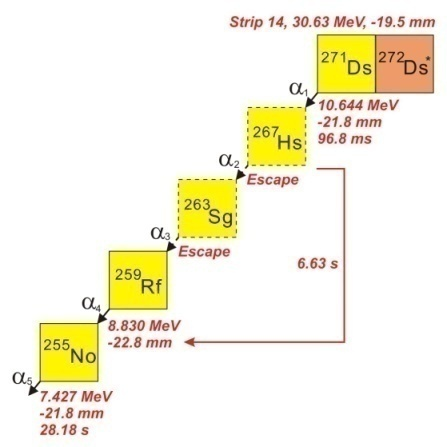 Strip 14, 30.63 MeV, -19.5 mm
271Ds 272Ds*
α1
10.644 MeV
-21.8 mm
96.8 ms
267Hs
α2
Escape
263Sg
α3
Escape
6.63 s
259Rf
α4
8.830 MeV
-22.8 mm
255No
α5
7.427 MeV
-21.8 mm
28.18 s